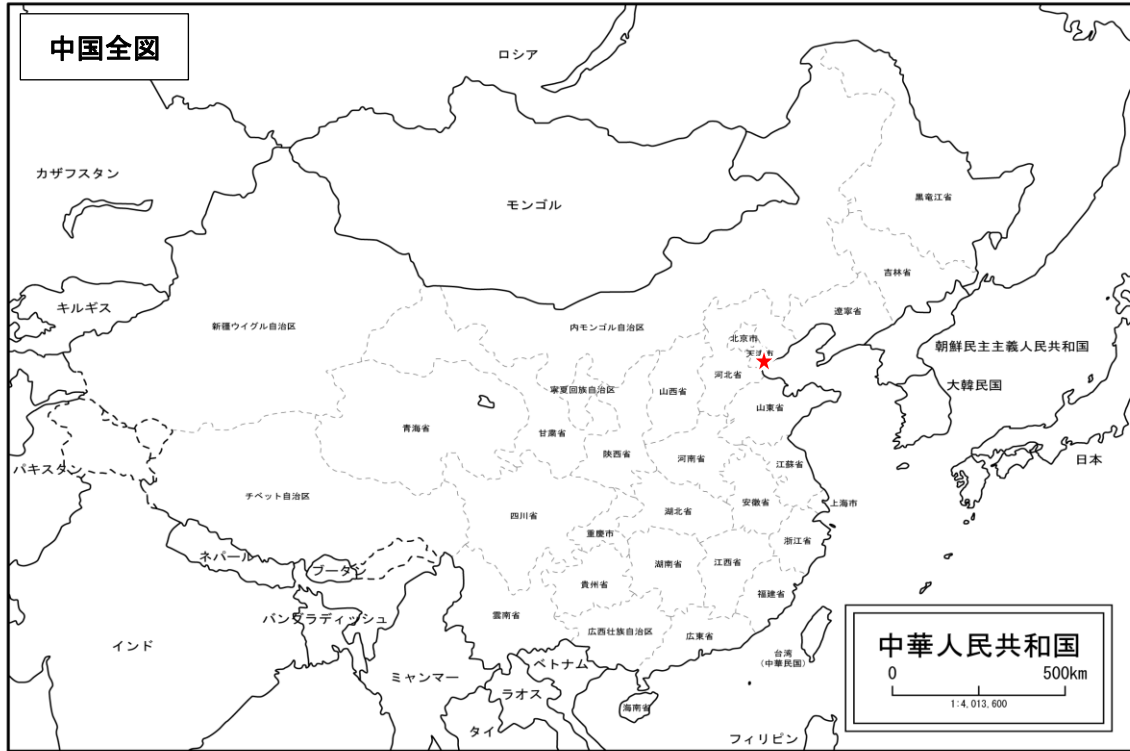 中国全図
ロシア
カザフスタン
モンゴル
黒竜江省
吉林省
キルギス
遼寧省
新疆ウイグル自治区
内モンゴル自治区
北京市
朝鮮民主主義人民共和国
河北省
大韓民国
寧夏回族自治区
山西省
山東省
青海省
甘粛省
陝西省
河南省
日本
江蘇省
パキスタン
チベット自治区
四川省
湖北省
安徽省
上海市
重慶市
浙江省
ネパール
ブータン
貴州省
湖南省
江西省
福建省
バングラディッシュ
雲南省
広西壮族自治区
広東省
インド
台湾
(中華民国)
ベトナム
ミャンマー
ラオス
海南省
タイ
フィリピン
中華人民共和国
0 500km
1:4,013,600